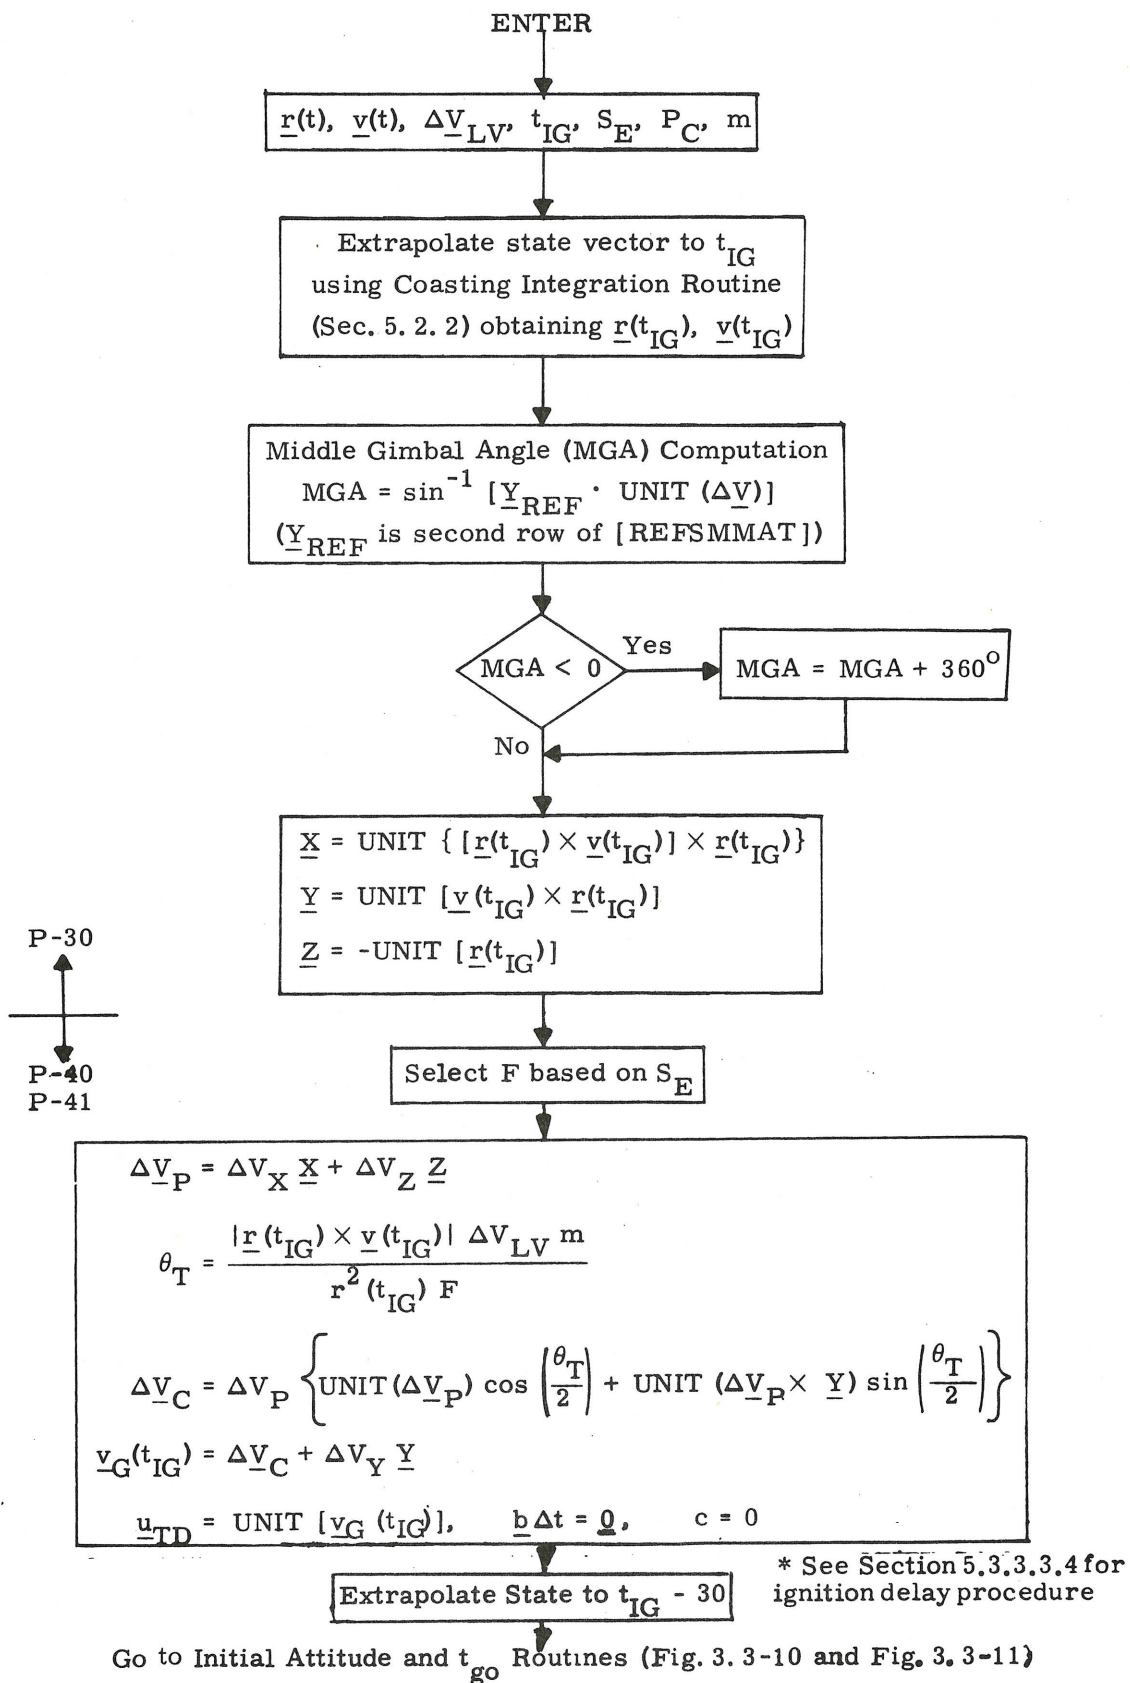 ENTER
r(t), v(t), ΔV_LV, t_IG, S_E, P_C, m
Extrapolate state vector to t_IG
using Coasting Integration Routine
(Sec. 5. 2. 2) obtaining r(t_IG), v(t_IG)
Middle Gimbal Angle (MGA) Computation
MGA = sin^-1 [Y_REF · UNIT (ΔV)]
(Y_REF is second row of [REFSMMAT])
MGA < 0
Yes
MGA = MGA + 360°
No
X = UNIT { [r(t_IG) × v(t_IG)] × r(t_IG)}
Y = UNIT [v(t_IG) × r(t_IG)]
Z = -UNIT [r(t_IG)]
P-30
P-40
P-41
Select F based on S_E
ΔV_P = ΔV_X X + ΔV_Z Z
θ_T = |r(t_IG) × v(t_IG)| ΔV_LV m / r^2 (t_IG) F
ΔV_C = ΔV_P {UNIT(ΔV_P) cos (θ_T/2) + UNIT (ΔV_P × Y) sin (θ_T/2)}
v_G(t_IG) = ΔV_C + ΔV_Y Y
u_TD = UNIT [v_G (t_IG)], b Δt = 0, c = 0
* See Section 5.3.3.3.4 for
ignition delay procedure
Extrapolate State to t_IG - 30
Go to Initial Attitude and t_go Routines (Fig. 3. 3-10 and Fig. 3. 3-11)